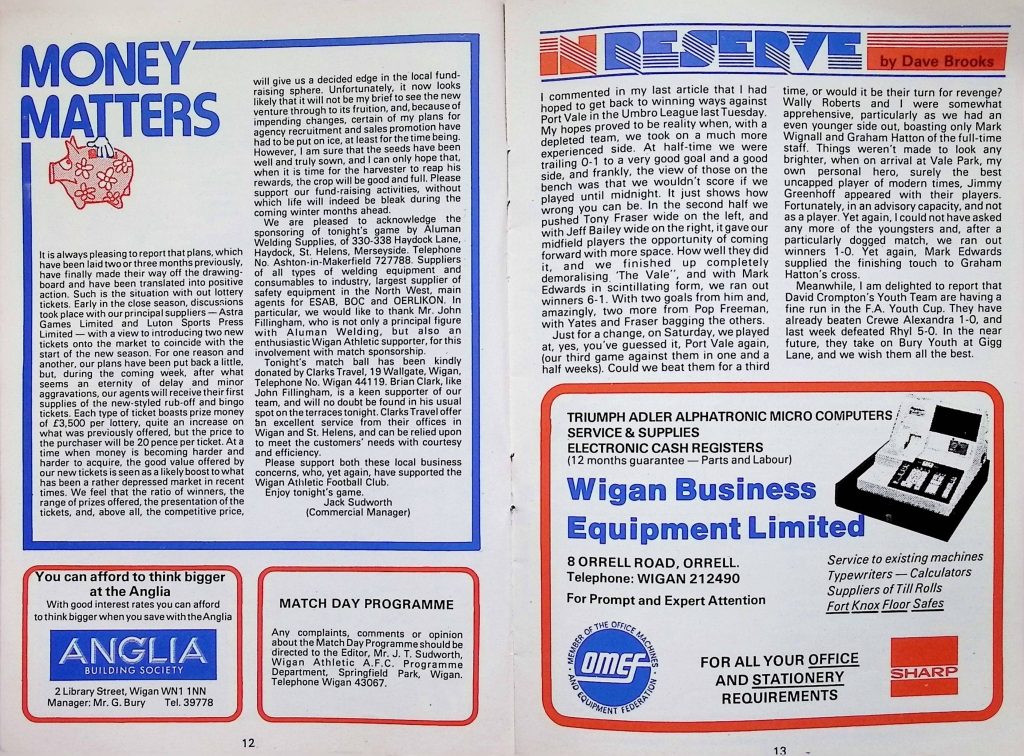 MONEY
MATTERS
It is always pleasing to report that plans, which
have been laid two or three months previously,
have finally made their way off the drawing-
board and have been translated into positive
action. Such is the situation with out lottery
tickets. Early in the close season, discussions
took place with our principal suppliers — Astra
Games Limited and Luton Sports Press
Limited — with a view to introducing two new
tickets onto the market to coincide with the
start of the new season. For one reason and
another, our plans have been put back a little,
but, during the coming week, after what
seems an eternity of delay and minor
aggravations, our agents will receive their first
supplies of the new-styled rub-off and bingo
tickets. Each type of ticket boasts prize money
of £3,500 per lottery, quite an increase on
what was previously offered, but the price to
the purchaser will be 20 pence per ticket. At a
time when money is becoming harder and
harder to acquire, the good value offered by
our new tickets is seen as a likely boost to what
has been a rather depressed market in recent
times. We feel that the ratio of winners, the
range of prizes offered, the presentation of the
tickets, and, above all, the competitive price,
will give us a decided edge in the local fund-
raising sphere. Unfortunately, it now looks
likely that it will not be my brief to see the new
venture through to its fruition, and, because of
impending changes, certain of my plans for
agency recruitment and sales promotion have
had to be put on ice, at least for the time being.
However, I am sure that the seeds have been
well and truly sown, and I can only hope that,
when it is time for the harvester to reap his
rewards, the crop will be good and full. Please
support our fund-raising activities, without
which life will indeed be bleak during the
coming winter months ahead.
We are pleased to acknowledge the
sponsoring of tonight's game by Aluman
Welding Supplies, of 330-338 Haydock Lane,
Haydock, St. Helens, Merseyside. Telephone
No. Ashton-in-Makerfield 727788. Suppliers
of all types of welding equipment and
consumables to industry, largest supplier of
safety equipment in the North West, main
agents for ESAB, BOC and OERLIKON. In
particular, we would like to thank Mr. John
Fillingham, who is not only a principal figure
with Aluman Welding, but also an
enthusiastic Wigan Athletic supporter, for this
involvement with match sponsorship.
Tonight's match ball has been kindly
donated by Clarks Travel, 19 Wallgate, Wigan,
Telephone No. Wigan 44119. Brian Clark, like
John Fillingham, is a keen supporter of our
team, and will no doubt be found in his usual
spot on the terraces tonight. Clarks Travel offer
an excellent service from their offices in
Wigan and St. Helens, and can be relied upon
to meet the customers' needs with courtesy
and efficiency.
Please support both these local business
concerns, who, yet again, have supported the
Wigan Athletic Football Club.
Enjoy tonight's game.
Jack Sudworth
(Commercial Manager)
You can afford to think bigger
at the Anglia
With good interest rates you can afford
to think bigger when you save with the Anglia
ANGLIA
BUILDING SOCIETY
2 Library Street, Wigan WN1 1NN
Manager: Mr. G. Bury Tel. 39778
MATCH DAY PROGRAMME
Any complaints, comments or opinion
about the Match Day Programme should be
directed to the Editor, Mr. J. T. Sudworth,
Wigan Athletic A.F.C. Programme
Department, Springfield Park, Wigan.
Telephone Wigan 43067.
12
IN RESERVE
by Dave Brooks
I commented in my last article that I had
hoped to get back to winning ways against
Port Vale in the Umbro League last Tuesday.
My hopes proved to be reality when, with a
depleted team, we took on a much more
experienced side. At half-time we were
trailing 0-1 to a very good goal and a good
side, and frankly, the view of those on the
bench was that we wouldn't score if we
played until midnight. It just shows how
wrong you can be. In the second half we
pushed Tony Fraser wide on the left, and
with Jeff Bailey wide on the right, it gave our
midfield players the opportunity of coming
forward with more space. How well they did
it, and we finished up completely
demoralising 'The Vale", and with Mark
Edwards in scintillating form, we ran out
winners 6-1. With two goals from him and,
amazingly, two more from Pop Freeman,
with Yates and Fraser bagging the others.
Just for a change, on Saturday, we played
at, yes, you've guessed it, Port Vale again,
(our third game against them in one and a
half weeks). Could we beat them for a third
time, or would it be their turn for revenge?
Wally Roberts and I were somewhat
apprehensive, particularly as we had an
even younger side out, boasting only Mark
Wignall and Graham Hatton of the full-time
staff. Things weren't made to look any
brighter, when on arrival at Vale Park, my
own personal hero, surely the best
uncapped player of modern times, Jimmy
Greenhoff appeared with their players.
Fortunately, in an advisory capacity, and not
as a player. Yet again, I could not have asked
any more of the youngsters and, after a
particularly dogged match, we ran out
winners 1-0. Yet again, Mark Edwards
supplied the finishing touch to Graham
Hatton's cross.
Meanwhile, I am delighted to report that
David Crompton's Youth Team are having a
fine run in the F.A. Youth Cup. They have
already beaten Crewe Alexandra 1-0, and
last week defeated Rhyl 5-0. In the near
future, they take on Bury Youth at Gigg
Lane, and we wish them all the best.
TRIUMPH ADLER ALPHATRONIC MICRO COMPUTERS
SERVICE & SUPPLIES
ELECTRONIC CASH REGISTERS
(12 months guarantee — Parts and Labour)
Wigan Business
Equipment Limited
8 ORRELL ROAD, ORRELL.
Telephone: WIGAN 212490
For Prompt and Expert Attention
Service to existing machines
Typewriters — Calculators
Suppliers of Till Rolls
Fort Knox Floor Safes
MEMBER OF THE OFFICE MACHINES
omef
AND EQUIPMENT FEDERATION
FOR ALL YOUR OFFICE
AND STATIONERY
REQUIREMENTS
SHARP
13